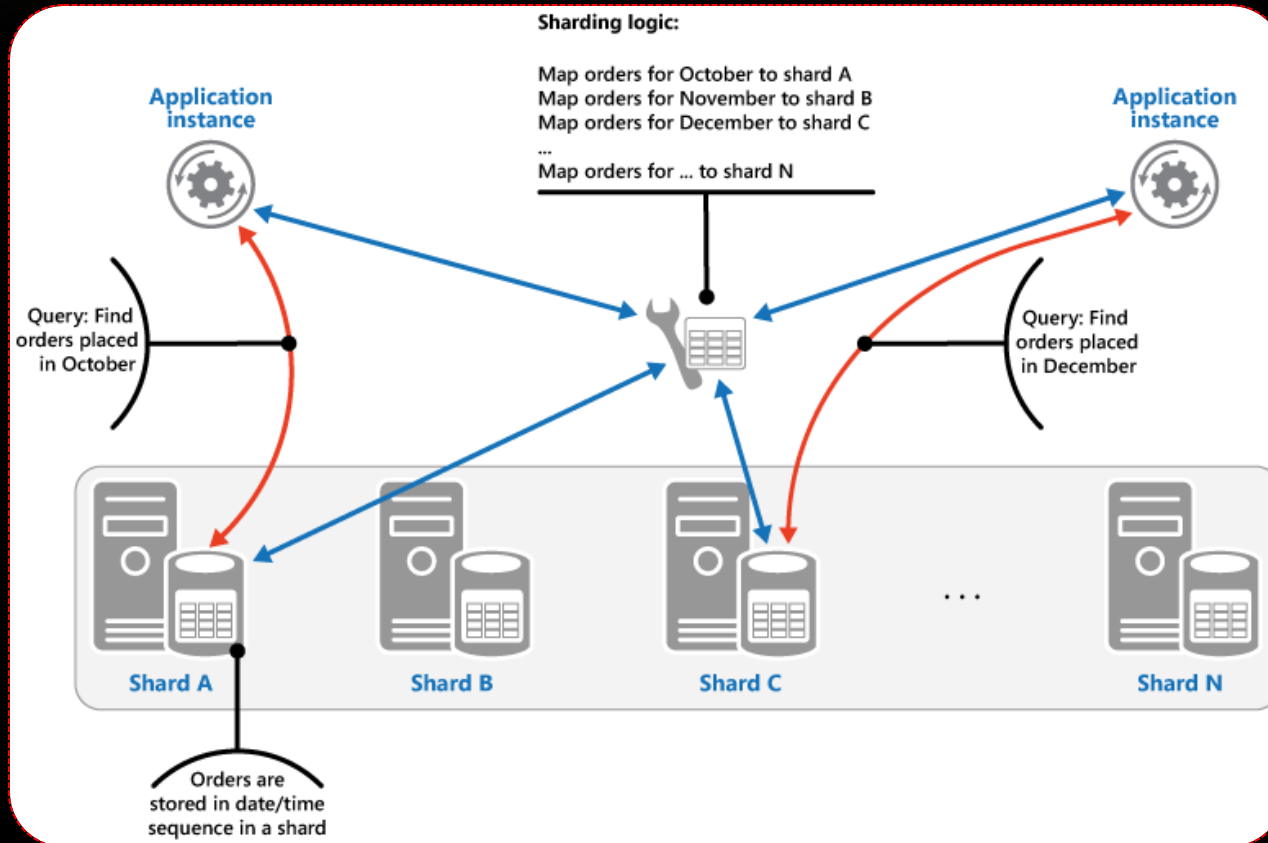 Sharding logic:
Map orders for October to shard A
Map orders for November to shard B
Map orders for December to shard C
...
Map orders for ... to shard N
Application
instance
Application
instance
Query: Find
orders placed
in October
Query: Find
orders placed
in December
...
Shard A
Shard B
Shard C
Shard N
Orders are
stored in date/time
sequence in a shard